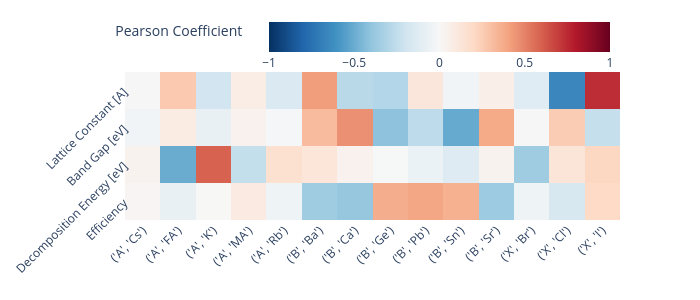 Pearson Coefficient
−1
−0.5
0
0.5
1
Lattice Constant [A]
Band Gap [eV]
Decomposition Energy [eV]
Efficiency
('A', 'Cs')
('A', 'FA')
('A', 'K')
('A', 'MA')
('A', 'Rb')
('B', 'Ba')
('B', 'Ca')
('B', 'Ge')
('B', 'Pb')
('B', 'Sn')
('B', 'Sr')
('X', 'Br')
('X', 'Cl')
('X', 'I')